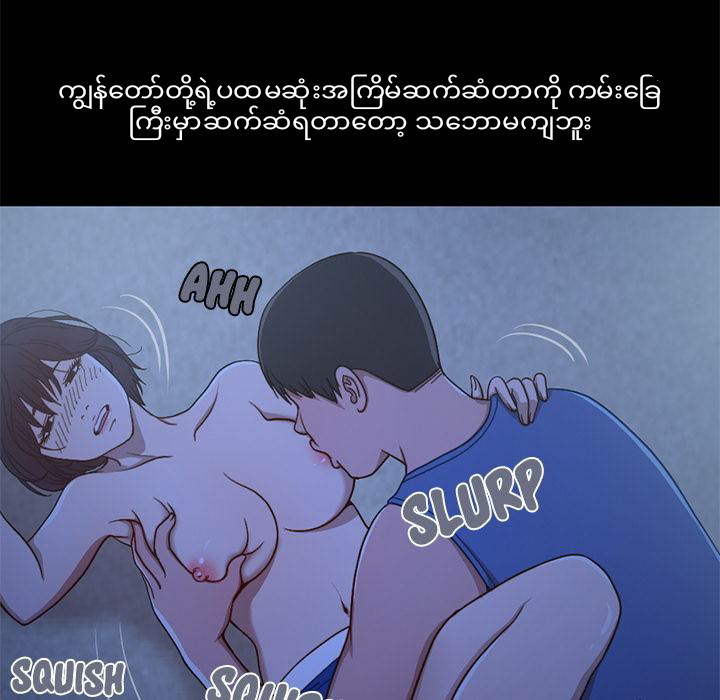 ကျွန်တော်တို့ရဲ့ပထမဆုံးအကြိမ်ဆက်ဆံတာကို ကမ်းခြေ
ကြီးမှာဆက်ဆံရတာတော့ သဘောမကျဘူး
AHH
SLURP
SQUISH
SQUISH